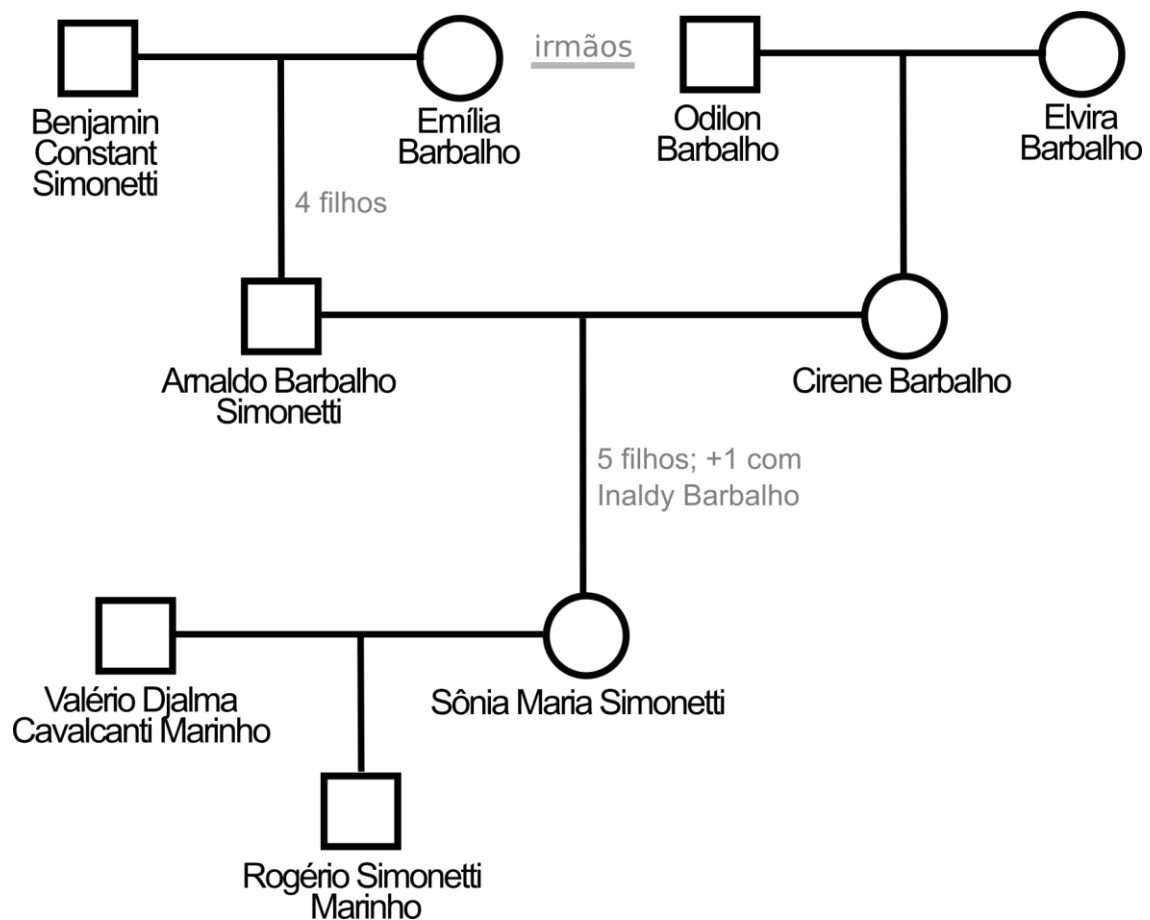 irmãos
Benjamin
Constant
Simonetti
Emília
Barbalho
Odilon
Barbalho
Elvira
Barbalho
4 filhos
Arnaldo Barbalho
Simonetti
Cirene Barbalho
5 filhos; +1 com
Inaldy Barbalho
Valério Djalma
Cavalcanti Marinho
Sônia Maria Simonetti
Rogério Simonetti
Marinho